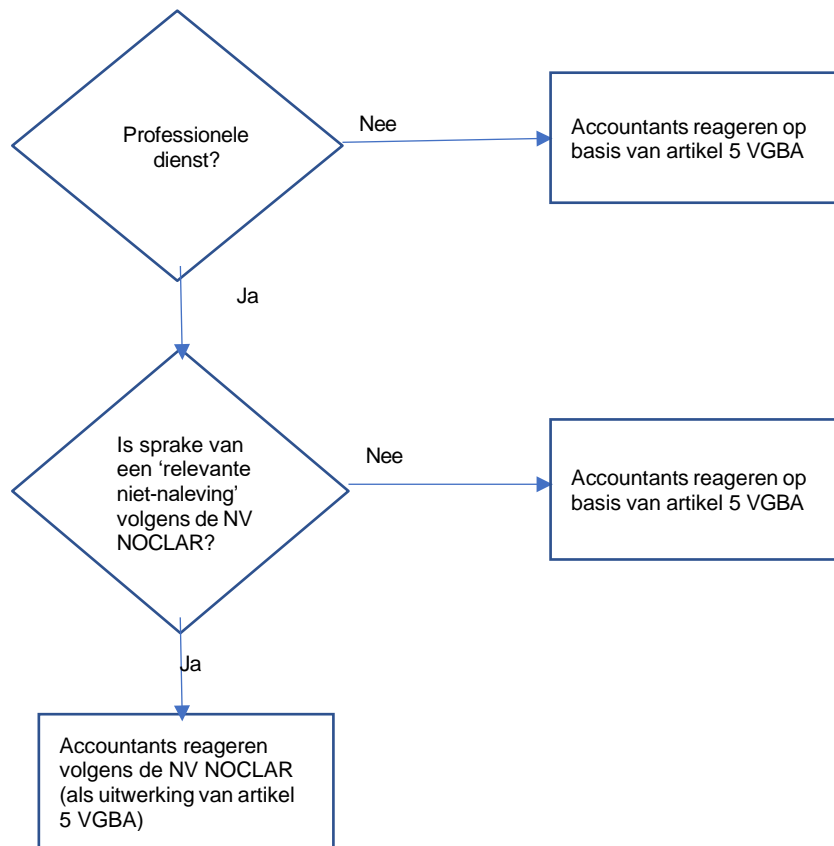 Professionele
dienst?
Nee
Accountants reageren op
basis van artikel 5 VGBA
Ja
Is sprake van
een ‘relevante
niet-naleving’
volgens de NV
NOCLAR?
Nee
Accountants reageren op
basis van artikel 5 VGBA
Ja
Accountants reageren
volgens de NV NOCLAR
(als uitwerking van artikel
5 VGBA)